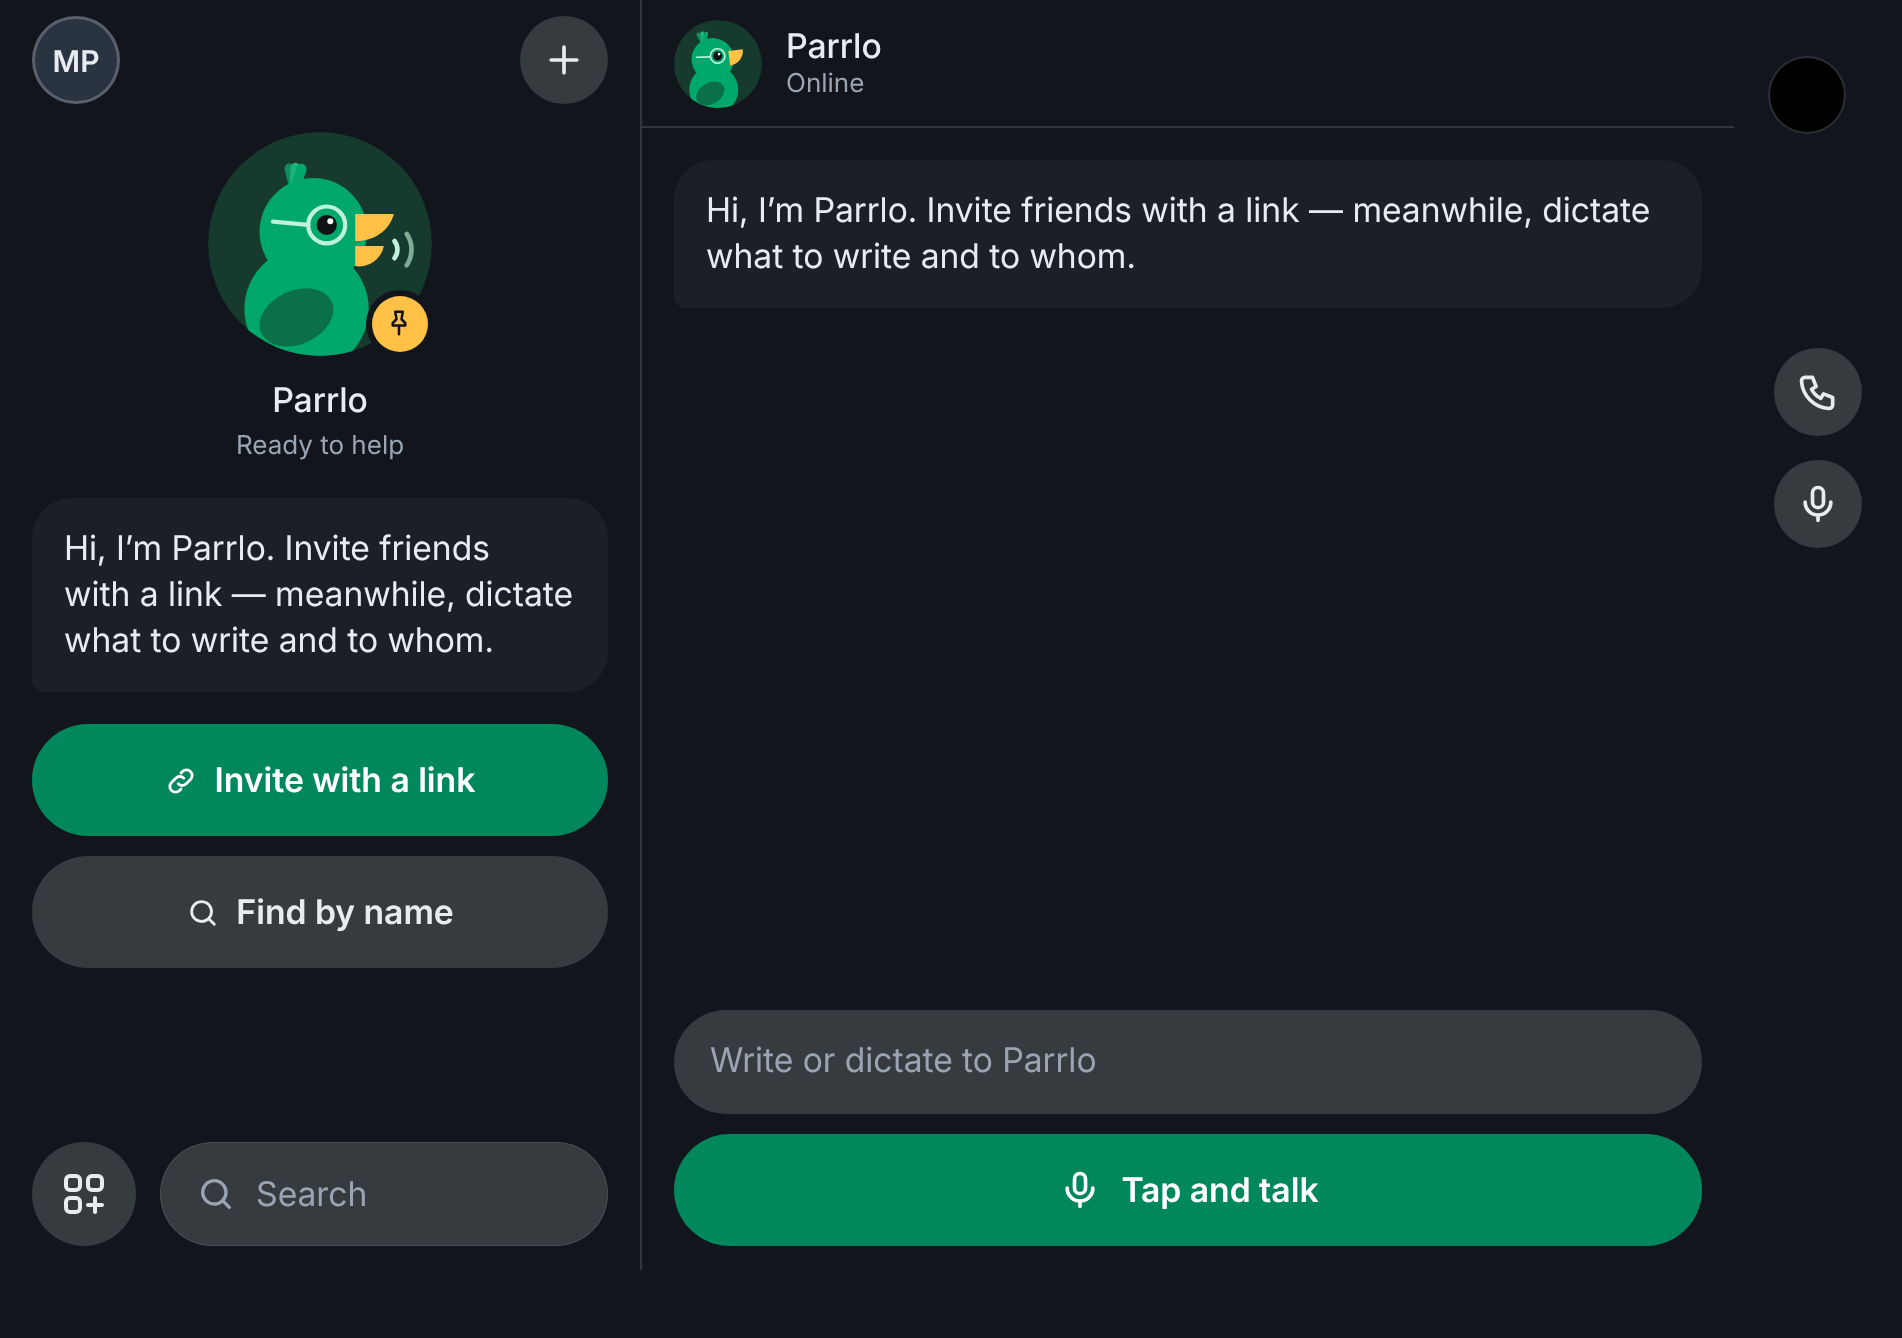 MP
Parrlo
Ready to help
Hi, I’m Parrlo. Invite friends
with a link — meanwhile, dictate
what to write and to whom.
Invite with a link
Find by name
Search
Parrlo
Online
Hi, I’m Parrlo. Invite friends with a link — meanwhile, dictate
what to write and to whom.
Write or dictate to Parrlo
Tap and talk